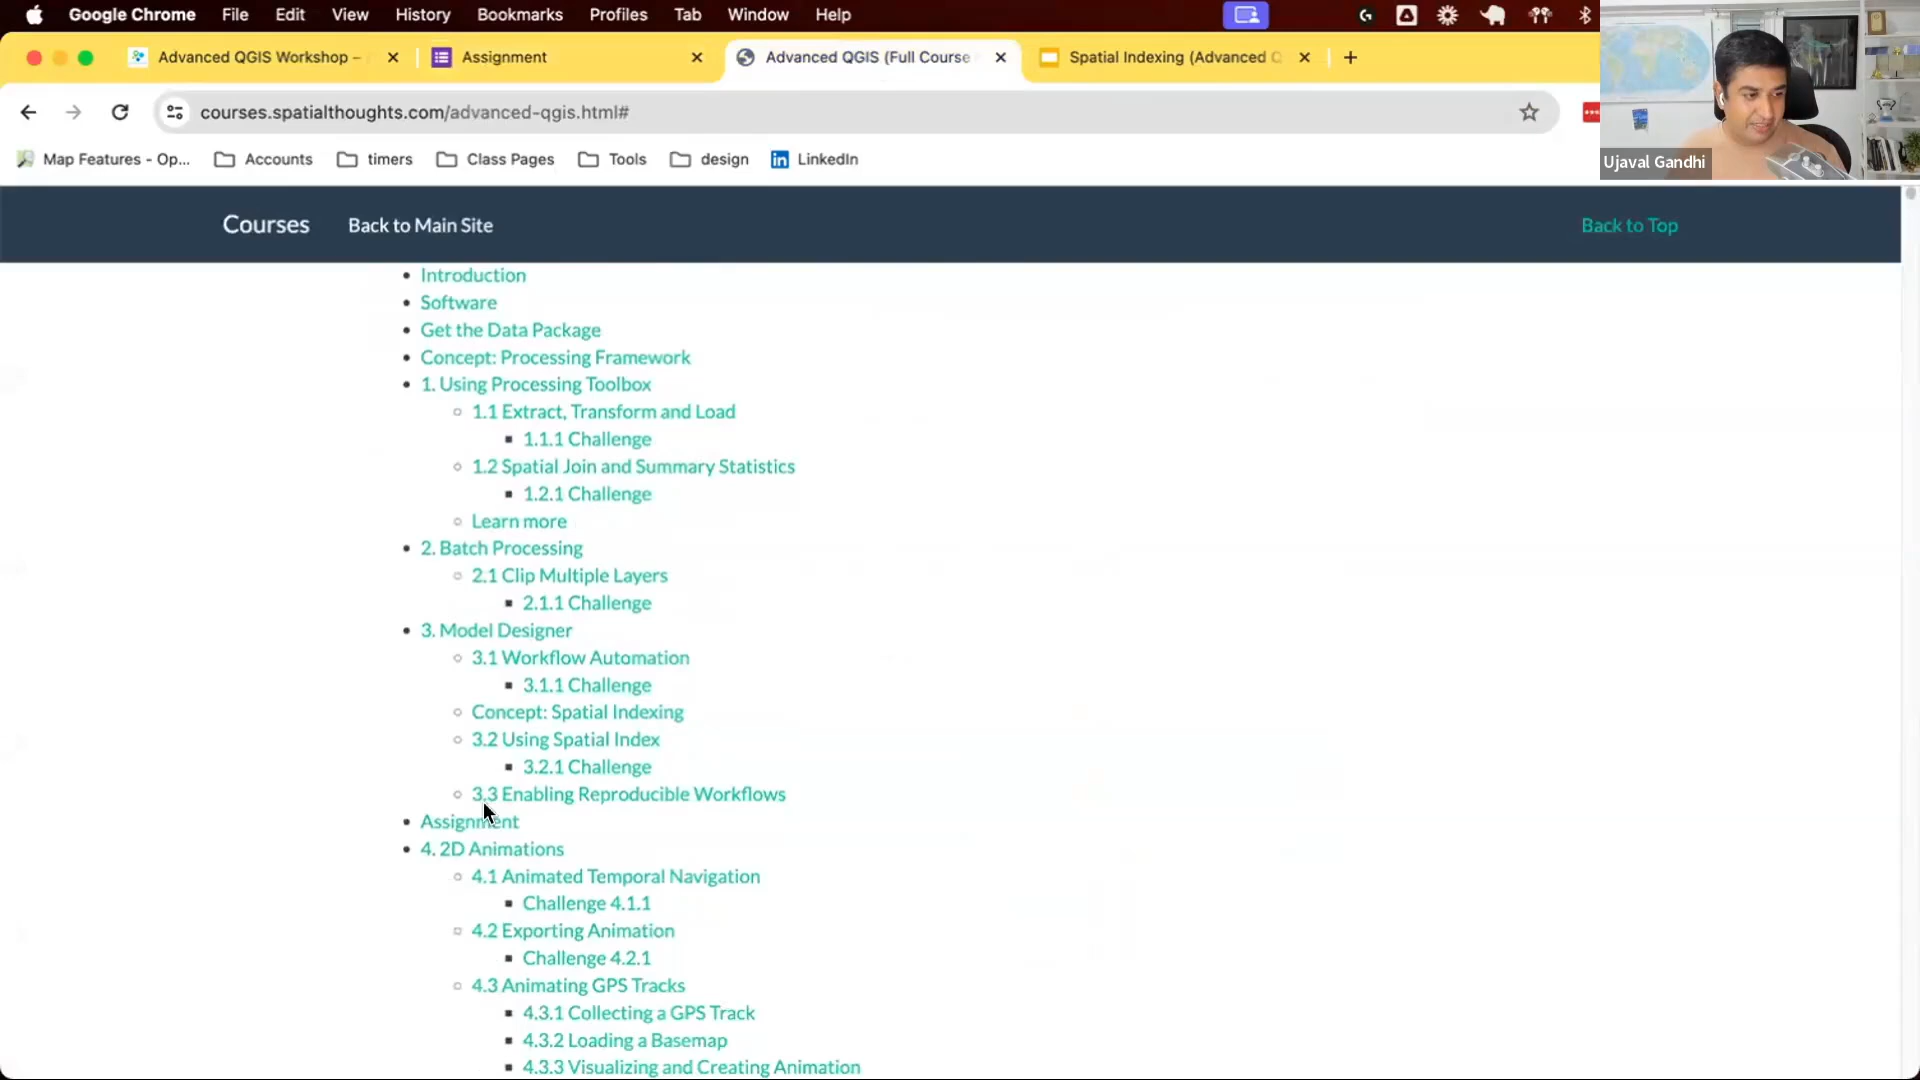 Google Chrome File Edit View History Bookmarks Profiles Tab Window Help
Advanced QGIS Workshop – Assignment Advanced QGIS (Full Course Spatial Indexing (Advanced
courses.spatialthoughts.com/advanced-qgis.html#
Map Features - Op... Accounts timers Class Pages Tools design LinkedIn
Ujaval Gandhi
Courses Back to Main Site Back to Top
Introduction
Software
Get the Data Package
Concept: Processing Framework
1. Using Processing Toolbox
1.1 Extract, Transform and Load
1.1.1 Challenge
1.2 Spatial Join and Summary Statistics
1.2.1 Challenge
Learn more
2. Batch Processing
2.1 Clip Multiple Layers
2.1.1 Challenge
3. Model Designer
3.1 Workflow Automation
3.1.1 Challenge
Concept: Spatial Indexing
3.2 Using Spatial Index
3.2.1 Challenge
3.3 Enabling Reproducible Workflows
Assignment
4. 2D Animations
4.1 Animated Temporal Navigation
Challenge 4.1.1
4.2 Exporting Animation
Challenge 4.2.1
4.3 Animating GPS Tracks
4.3.1 Collecting a GPS Track
4.3.2 Loading a Basemap
4.3.3 Visualizing and Creating Animation